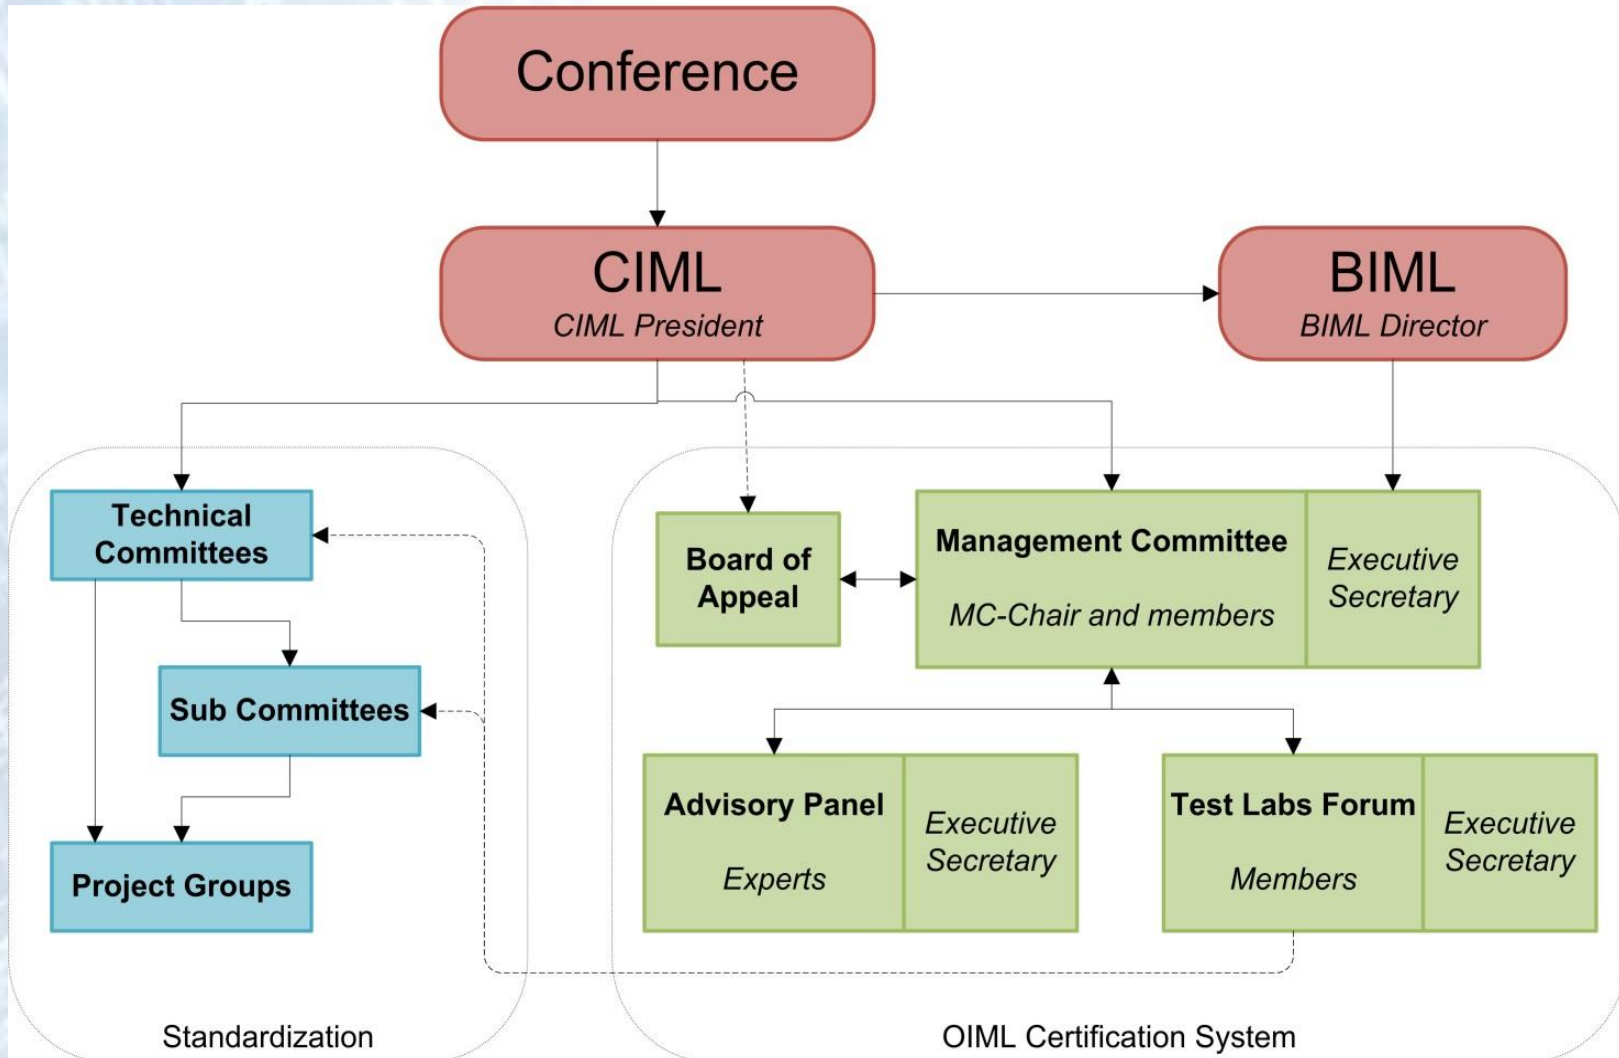 Conference
CIML
CIML President
BIML
BIML Director
Technical
Committees
Sub Committees
Project Groups
Standardization
Board of
Appeal
Management Committee
MC-Chair and members
Executive
Secretary
Advisory Panel
Experts
Executive
Secretary
Test Labs Forum
Members
Executive
Secretary
OIML Certification System